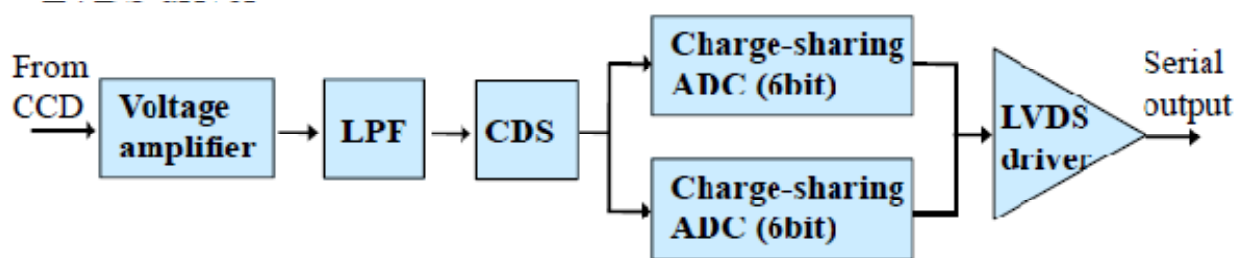 From
CCD
Voltage
amplifier
LPF
CDS
Charge-sharing
ADC (6bit)
Charge-sharing
ADC (6bit)
LVDS
driver
Serial
output